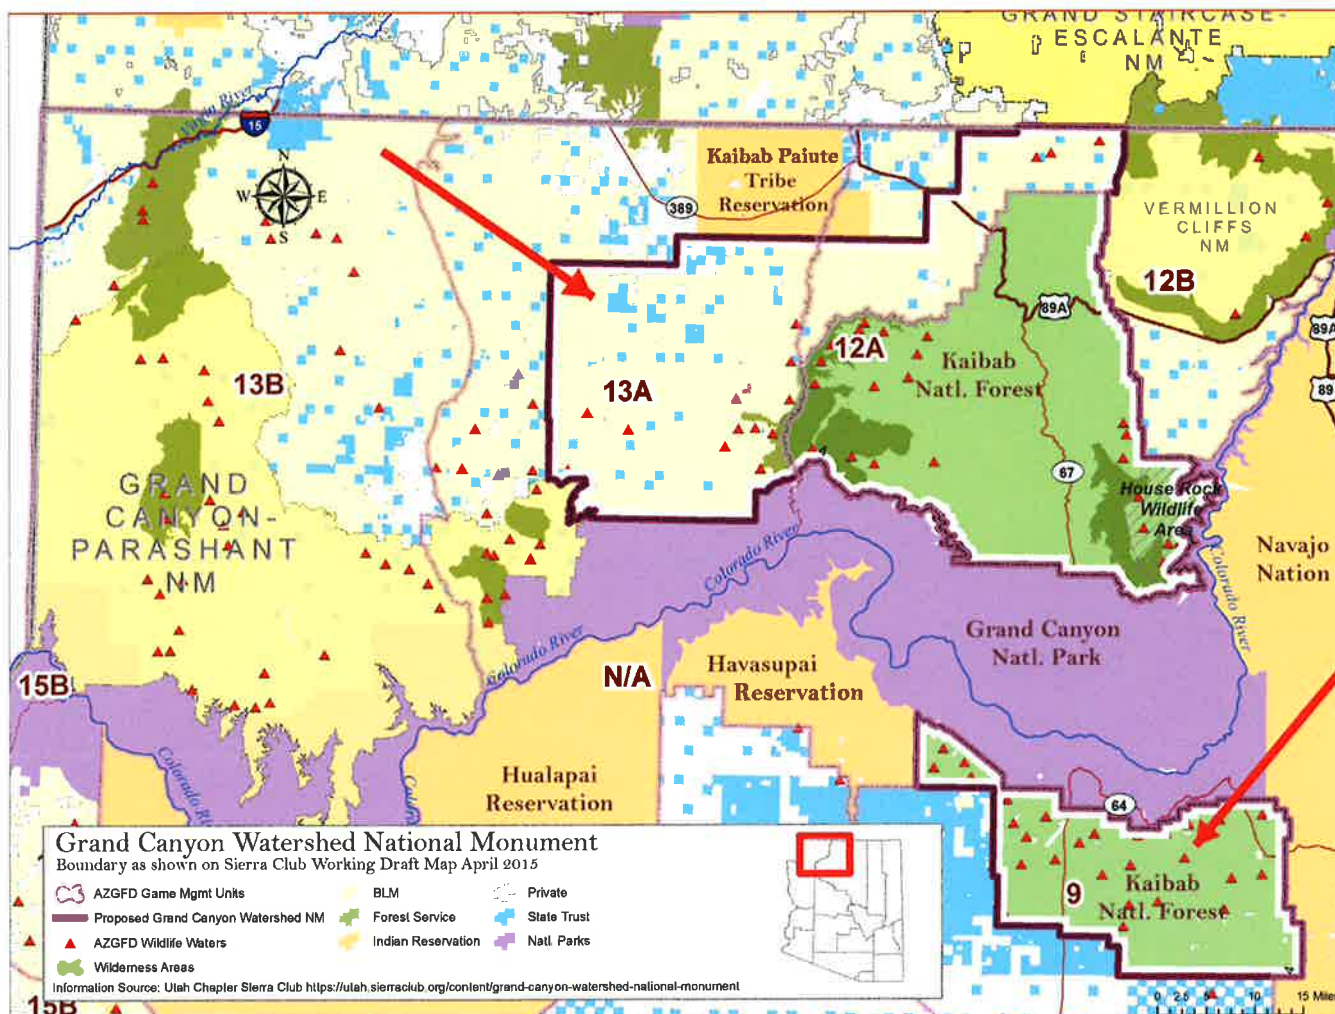 GRAND STAIRCASE-
ESCALANTE
NM
Virgin River
15
N
W
E
S
Kaibab Paiute
Tribe
Reservation
389
VERMILLION
CLIFFS
NM
12B
89A
89A
89
12A
Kaibab
Natl. Forest
13A
13B
67
GRAND
CANYON-
PARASHANT
NM
House Rock
Wildlife
Area
Navajo
Nation
Colorado River
Colorado River
Colorado River
Grand Canyon
Natl. Park
N/A
Havasupai
Reservation
15B
Colorado Ri
Hualapai
Reservation
64
9
Kaibab
Natl. Forest
Grand Canyon Watershed National Monument
Boundary as shown on Sierra Club Working Draft Map April 2015
AZGFD Game Mgmt Units
BLM
Private
Proposed Grand Canyon Watershed NM
Forest Service
State Trust
AZGFD Wildlife Waters
Indian Reservation
Natl. Parks
Wilderness Areas
Information Source: Utah Chapter Sierra Club https://utah.sierraclub.org/content/grand-canyon-watershed-national-monument
15B
0 2.5 5 10 15 Miles